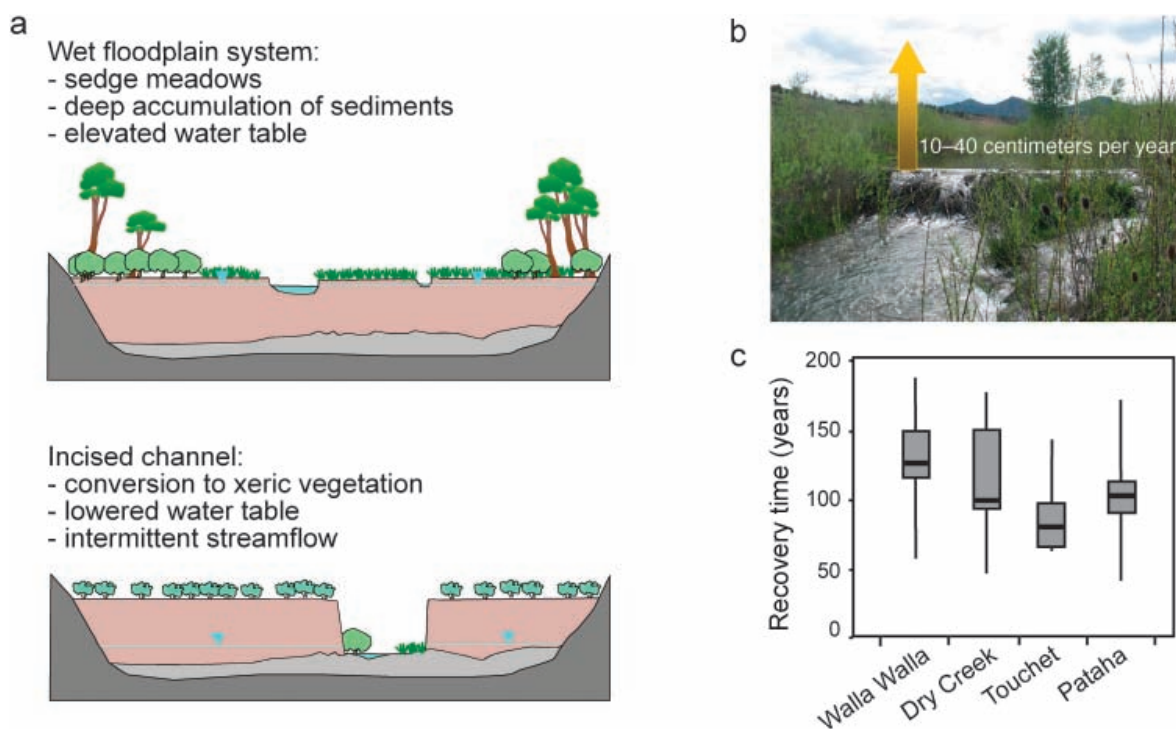 a
Wet floodplain system:
- sedge meadows
- deep accumulation of sediments
- elevated water table
Incised channel:
- conversion to xeric vegetation
- lowered water table
- intermittent streamflow
b
10–40 centimeters per year
c
Recovery time (years)
200
150
100
50
0
Walla Walla
Dry Creek
Touchet
Pataha